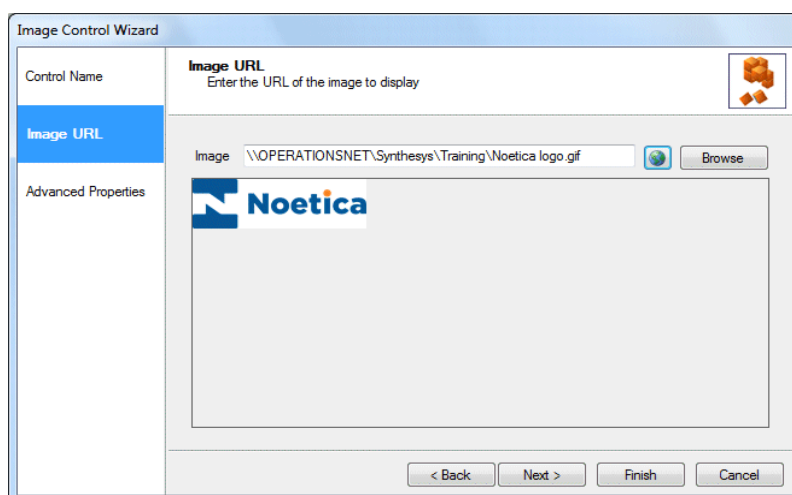 Image Control Wizard
Control Name
Image URL
Advanced Properties
Image URL
Enter the URL of the image to display
Image \\OPERATIONSNET\Synthesys\Training\Noetica logo.gif Browse
Noetica
< Back Next > Finish Cancel